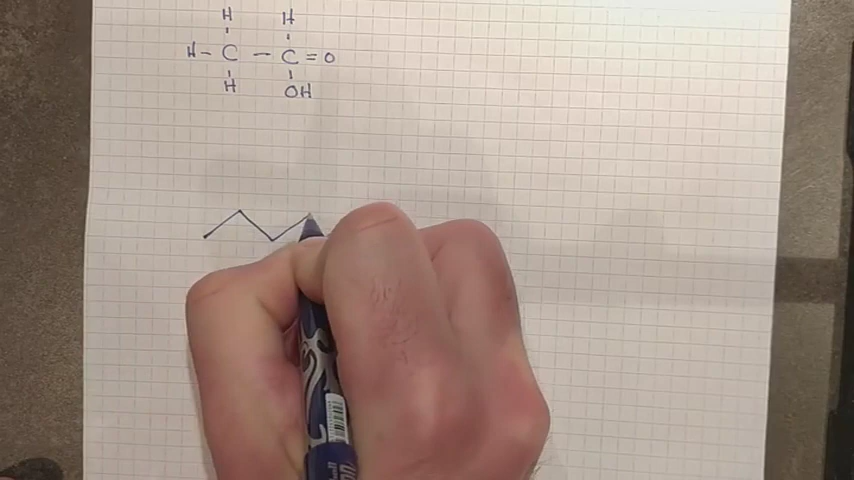 H H
H - C - C = O
H OH